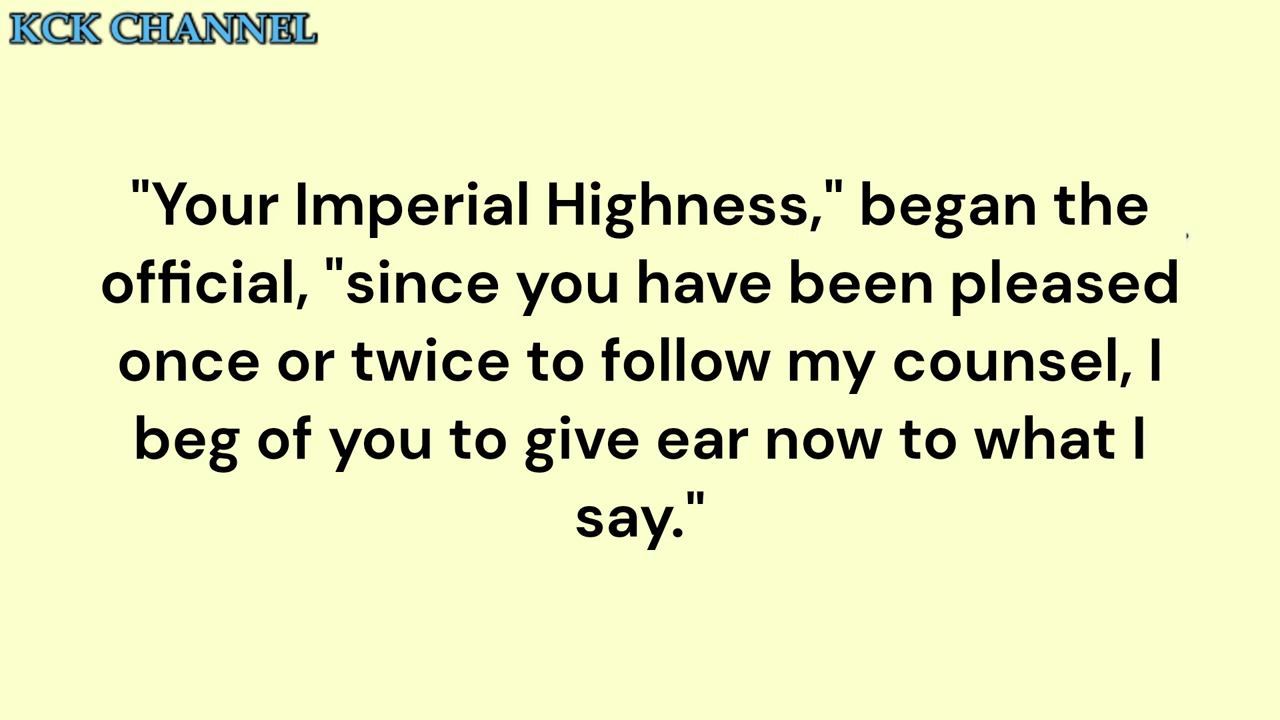 KCK CHANNEL
"Your Imperial Highness," began the
official, "since you have been pleased
once or twice to follow my counsel, I
beg of you to give ear now to what I
say."